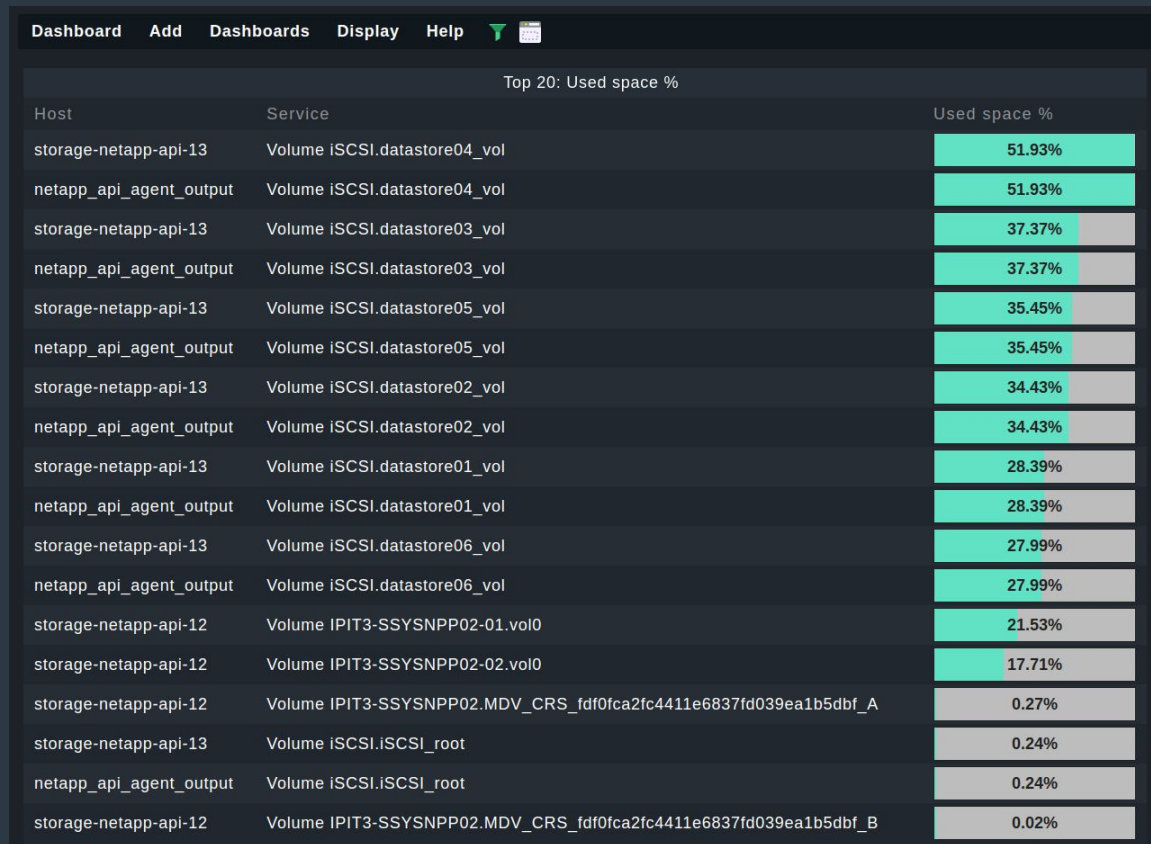 Dashboard Add Dashboards Display Help
Top 20: Used space %
Host Service Used space %
storage-netapp-api-13 Volume iSCSI.datastore04_vol 51.93%
netapp_api_agent_output Volume iSCSI.datastore04_vol 51.93%
storage-netapp-api-13 Volume iSCSI.datastore03_vol 37.37%
netapp_api_agent_output Volume iSCSI.datastore03_vol 37.37%
storage-netapp-api-13 Volume iSCSI.datastore05_vol 35.45%
netapp_api_agent_output Volume iSCSI.datastore05_vol 35.45%
storage-netapp-api-13 Volume iSCSI.datastore02_vol 34.43%
netapp_api_agent_output Volume iSCSI.datastore02_vol 34.43%
storage-netapp-api-13 Volume iSCSI.datastore01_vol 28.39%
netapp_api_agent_output Volume iSCSI.datastore01_vol 28.39%
storage-netapp-api-13 Volume iSCSI.datastore06_vol 27.99%
netapp_api_agent_output Volume iSCSI.datastore06_vol 27.99%
storage-netapp-api-12 Volume IPIT3-SSYSNPP02-01.vol0 21.53%
storage-netapp-api-12 Volume IPIT3-SSYSNPP02-02.vol0 17.71%
storage-netapp-api-12 Volume IPIT3-SSYSNPP02.MDV_CRS_fdf0fca2fc4411e6837fd039ea1b5dbf_A 0.27%
storage-netapp-api-13 Volume iSCSI.iSCSI_root 0.24%
netapp_api_agent_output Volume iSCSI.iSCSI_root 0.24%
storage-netapp-api-12 Volume IPIT3-SSYSNPP02.MDV_CRS_fdf0fca2fc4411e6837fd039ea1b5dbf_B 0.02%